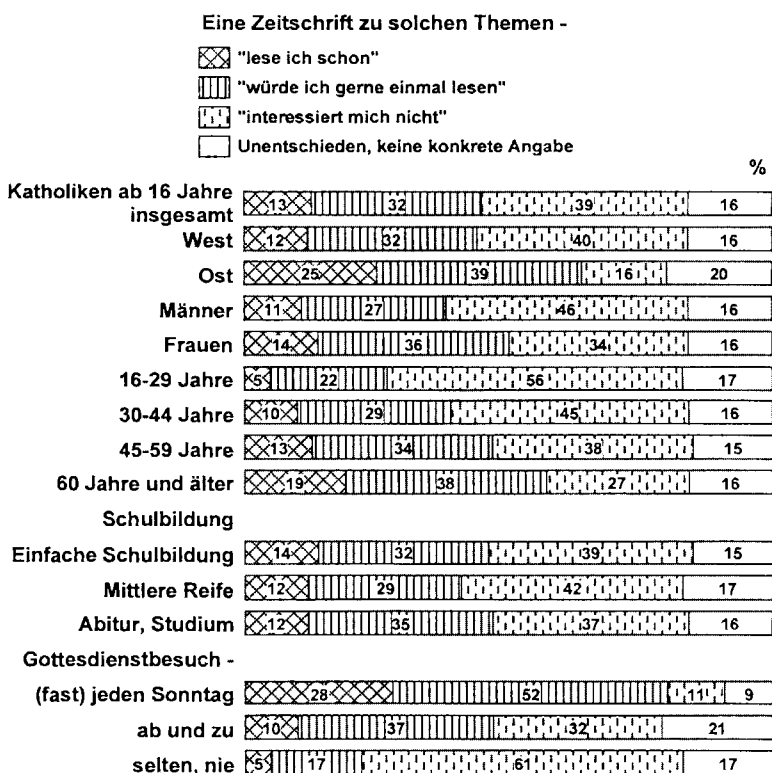 Eine Zeitschrift zu solchen Themen -
"lese ich schon"
"würde ich gerne einmal lesen"
"interessiert mich nicht"
Unentschieden, keine konkrete Angabe
%
Katholiken ab 16 Jahre
insgesamt 13 32 39 16
West 12 32 40 16
Ost 25 39 16 20
Männer 11 27 46 16
Frauen 14 36 34 16
16-29 Jahre 5 22 56 17
30-44 Jahre 10 29 45 16
45-59 Jahre 13 34 38 15
60 Jahre und älter 19 38 27 16
Schulbildung
Einfache Schulbildung 14 32 39 15
Mittlere Reife 12 29 42 17
Abitur, Studium 12 35 37 16
Gottesdienstbesuch -
(fast) jeden Sonntag 28 52 11 9
ab und zu 10 37 32 21
selten, nie 5 17 61 17